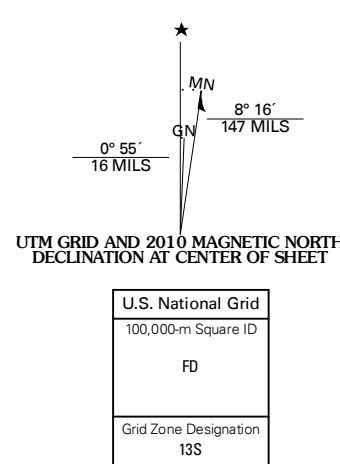 MN
GN
8° 16´
147 MILS
0° 55´
16 MILS
UTM GRID AND 2010 MAGNETIC NORTH
DECLINATION AT CENTER OF SHEET
U.S. National Grid
100,000-m Square ID
FD
Grid Zone Designation
13S